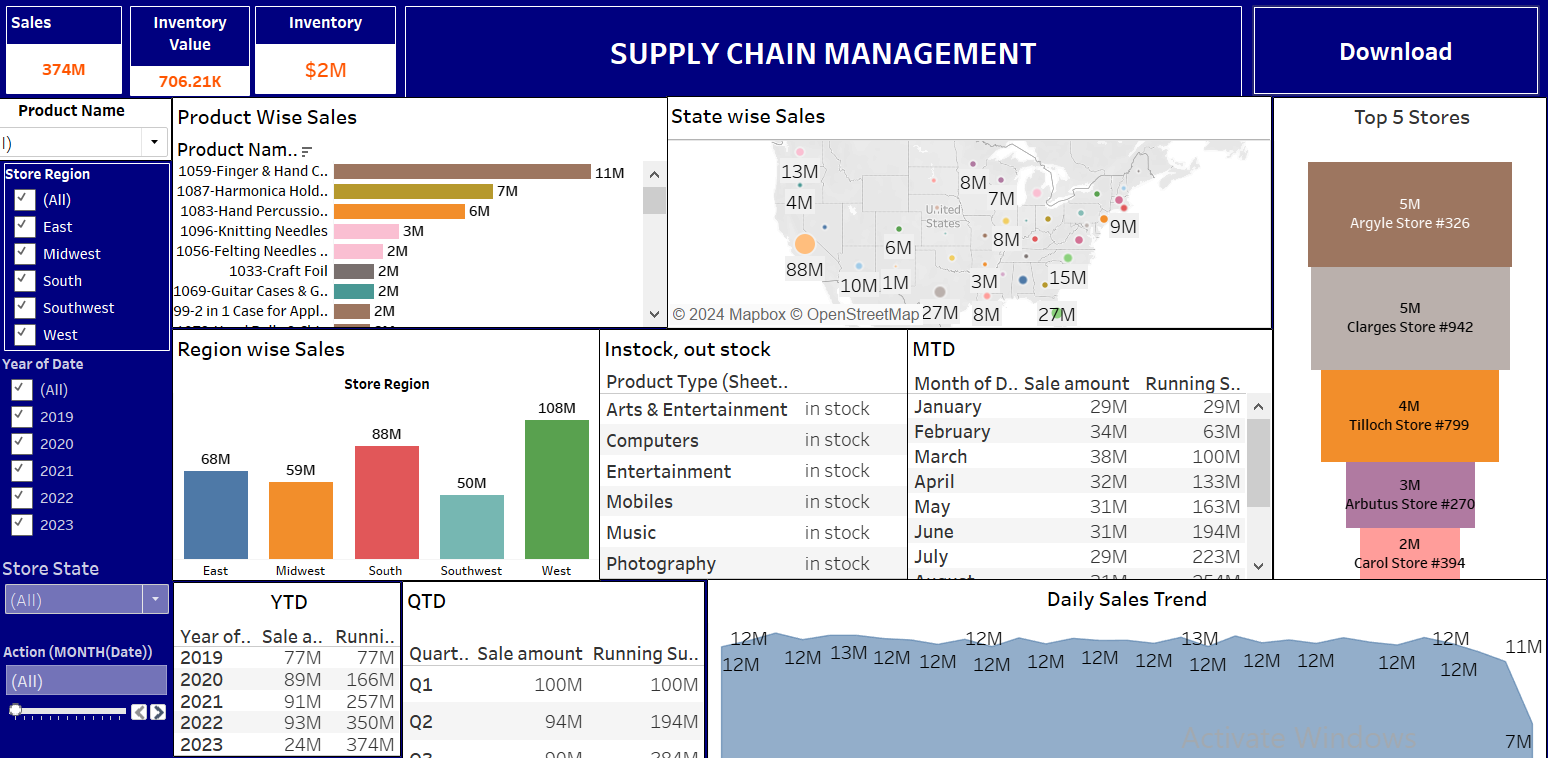 Sales
374M
Inventory
Value
706.21K
Inventory
$2M
SUPPLY CHAIN MANAGEMENT
Download
Product Name
l)
Store Region
(All)
East
Midwest
South
Southwest
West
Year of Date
(All)
2019
2020
2021
2022
2023
Store State
(All)
Action (MONTH(Date))
(All)
Product Wise Sales
Product Nam..
1059-Finger & Hand C.. 11M
1087-Harmonica Hold.. 7M
1083-Hand Percussio.. 6M
1096-Knitting Needles 3M
1056-Felting Needles .. 2M
1033-Craft Foil 2M
1069-Guitar Cases & G.. 2M
99-2 in 1 Case for Appl.. 2M
State wise Sales
13M
4M
88M
10M
1M
6M
United
States
8M
7M
8M
9M
15M
3M
27M
8M
27M
© 2024 Mapbox © OpenStreetMap
Top 5 Stores
5M
Argyle Store #326
5M
Clarges Store #942
4M
Tilloch Store #799
3M
Arbutus Store #270
2M
Carol Store #394
Region wise Sales
Store Region
68M
59M
88M
50M
108M
East
Midwest
South
Southwest
West
Instock, out stock
Product Type (Sheet..
Arts & Entertainment in stock
Computers in stock
Entertainment in stock
Mobiles in stock
Music in stock
Photography in stock
MTD
Month of D.. Sale amount Running S..
January 29M 29M
February 34M 63M
March 38M 100M
April 32M 133M
May 31M 163M
June 31M 194M
July 29M 223M
August 31M 254M
YTD
Year of.. Sale a.. Runni..
2019 77M 77M
2020 89M 166M
2021 91M 257M
2022 93M 350M
2023 24M 374M
QTD
Quart.. Sale amount Running Su..
Q1 100M 100M
Q2 94M 194M
Q3 90M 284M
Daily Sales Trend
12M
12M
12M
13M
12M
12M
12M
12M
12M
12M
12M
13M
12M
12M
12M
12M
12M
12M
11M
7M
Activate Windows